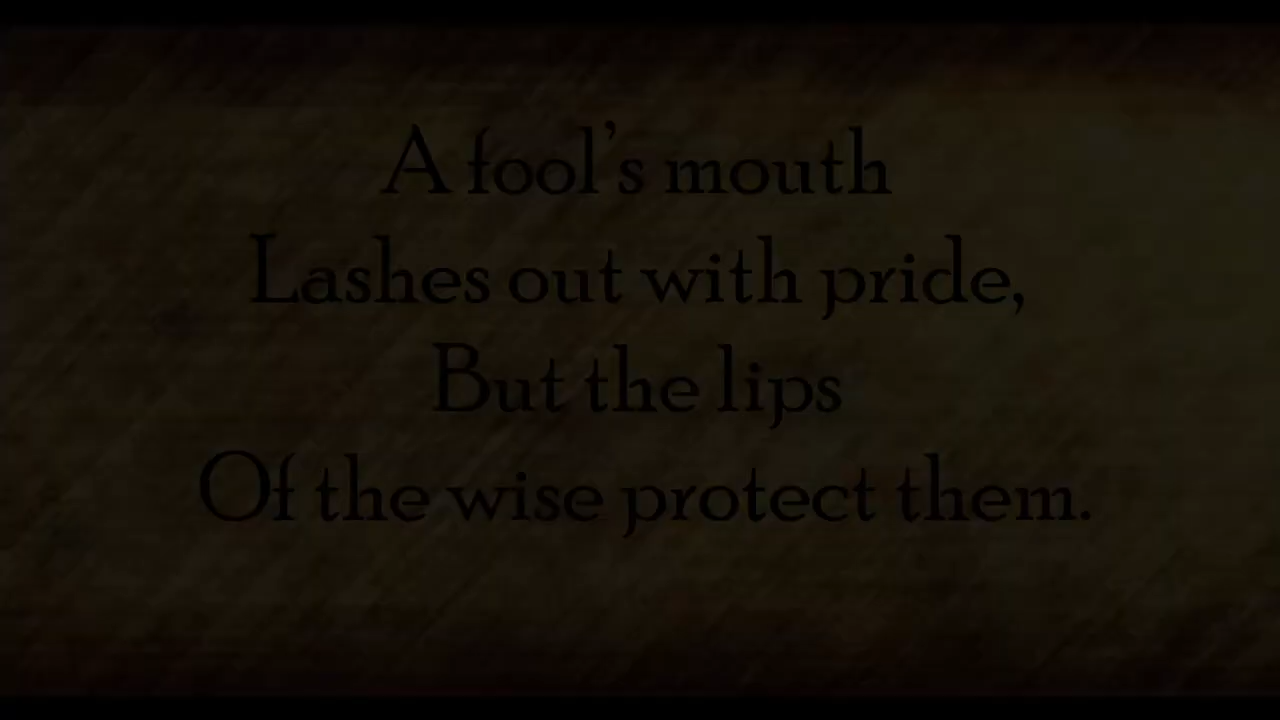 A fool's mouth
Lashes out with pride,
But the lips
Of the wise protect them.